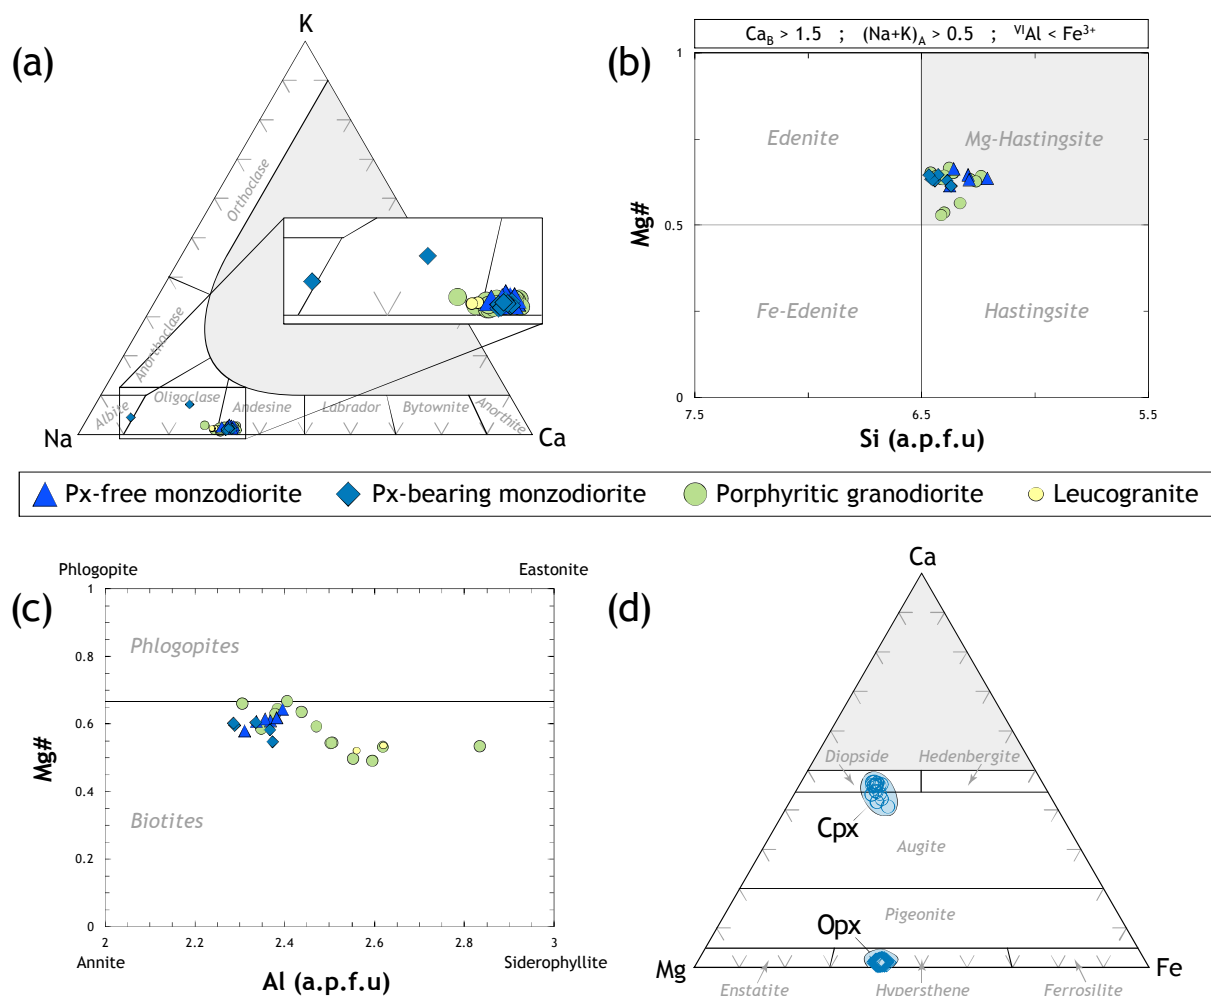 (a)
K
Orthoclase
Anorthoclase
Albite
Oligoclase
Andesine
Labrador
Bytownite
Anorthite
Na
Ca
(b)
Ca_B > 1.5 ; (Na+K)_A > 0.5 ; ^VIAl < Fe^3+
1
Edenite
Mg-Hastingsite
Mg#
0.5
Fe-Edenite
Hastingsite
0
7.5 6.5 5.5
Si (a.p.f.u)
Px-free monzodiorite Px-bearing monzodiorite Porphyritic granodiorite Leucogranite
(c)
Phlogopite Eastonite
1
Phlogopites
0.8
0.6
Mg#
0.4
Biotites
0.2
0
2 2.2 2.4 2.6 2.8 3
Annite Siderophyllite
Al (a.p.f.u)
(d)
Ca
Diopside Hedenbergite
Cpx
Augite
Pigeonite
Opx
Mg Fe
Enstatite Hypersthene Ferrosilite